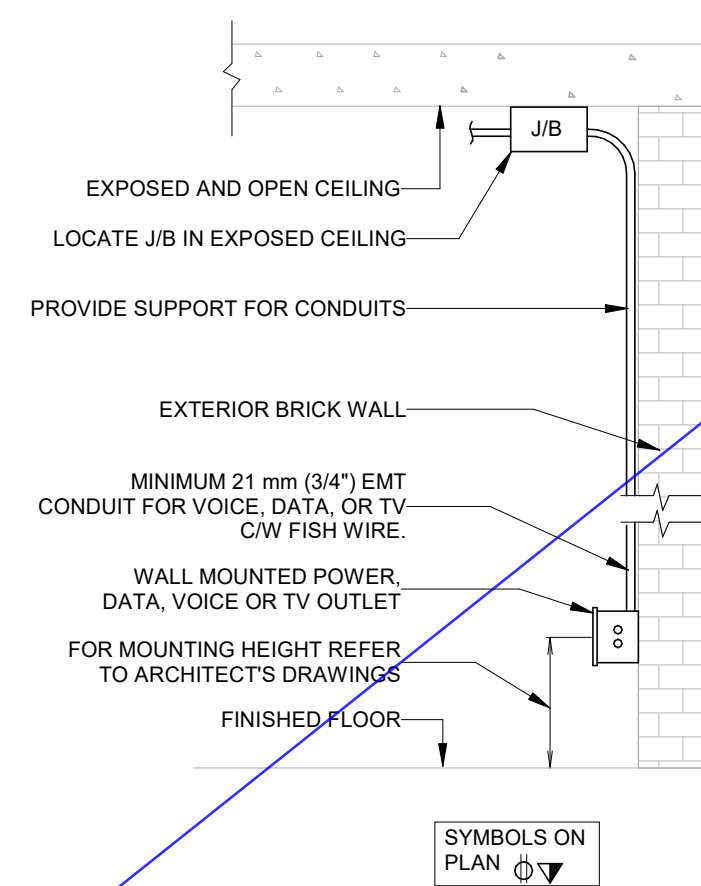 J/B
EXPOSED AND OPEN CEILING
LOCATE J/B IN EXPOSED CEILING
PROVIDE SUPPORT FOR CONDUITS
EXTERIOR BRICK WALL
MINIMUM 21 mm (3/4") EMT
CONDUIT FOR VOICE, DATA, OR TV
C/W FISH WIRE.
WALL MOUNTED POWER,
DATA, VOICE OR TV OUTLET
FOR MOUNTING HEIGHT REFER
TO ARCHITECT'S DRAWINGS
FINISHED FLOOR
SYMBOLS ON
PLAN